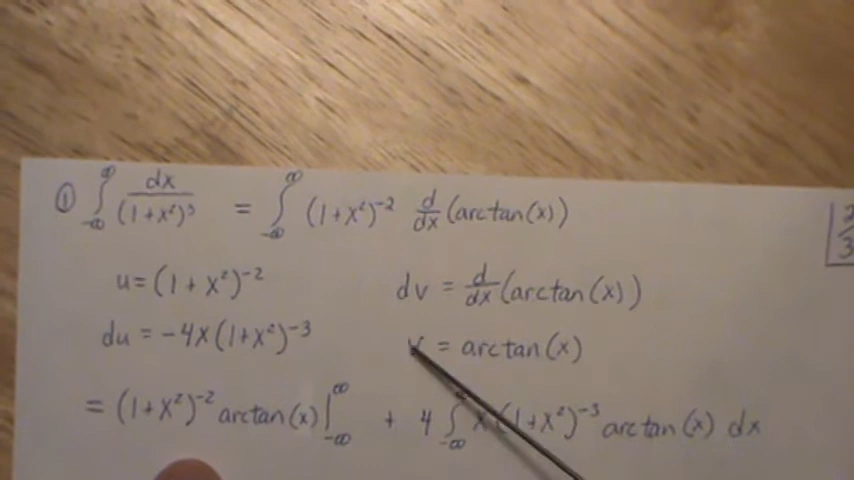 ① ∫_{-∞}^{∞} dx/(1+x²)³ = ∫_{-∞}^{∞} (1+x²)⁻² d/dx (arctan(x))
u = (1+x²)⁻² dv = d/dx (arctan(x))
du = -4x(1+x²)⁻³ v = arctan(x)
= (1+x²)⁻² arctan(x) |_{-∞}^{∞} + 4 ∫_{-∞}^{∞} x(1+x²)⁻³ arctan(x) dx